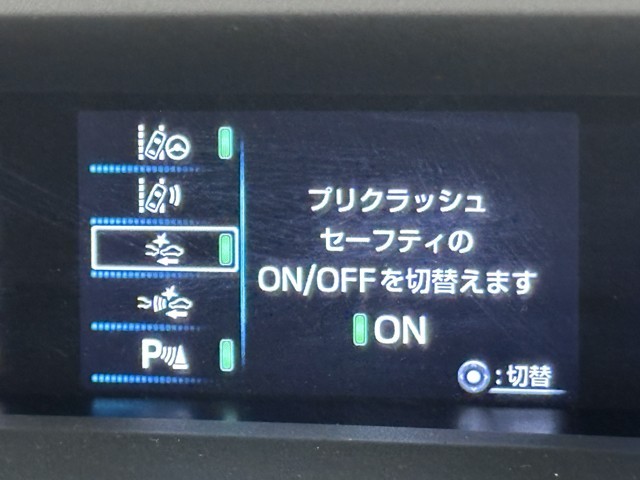 プリクラッシュ
セーフティの
ON/OFFを切替えます
ON
P
:切替